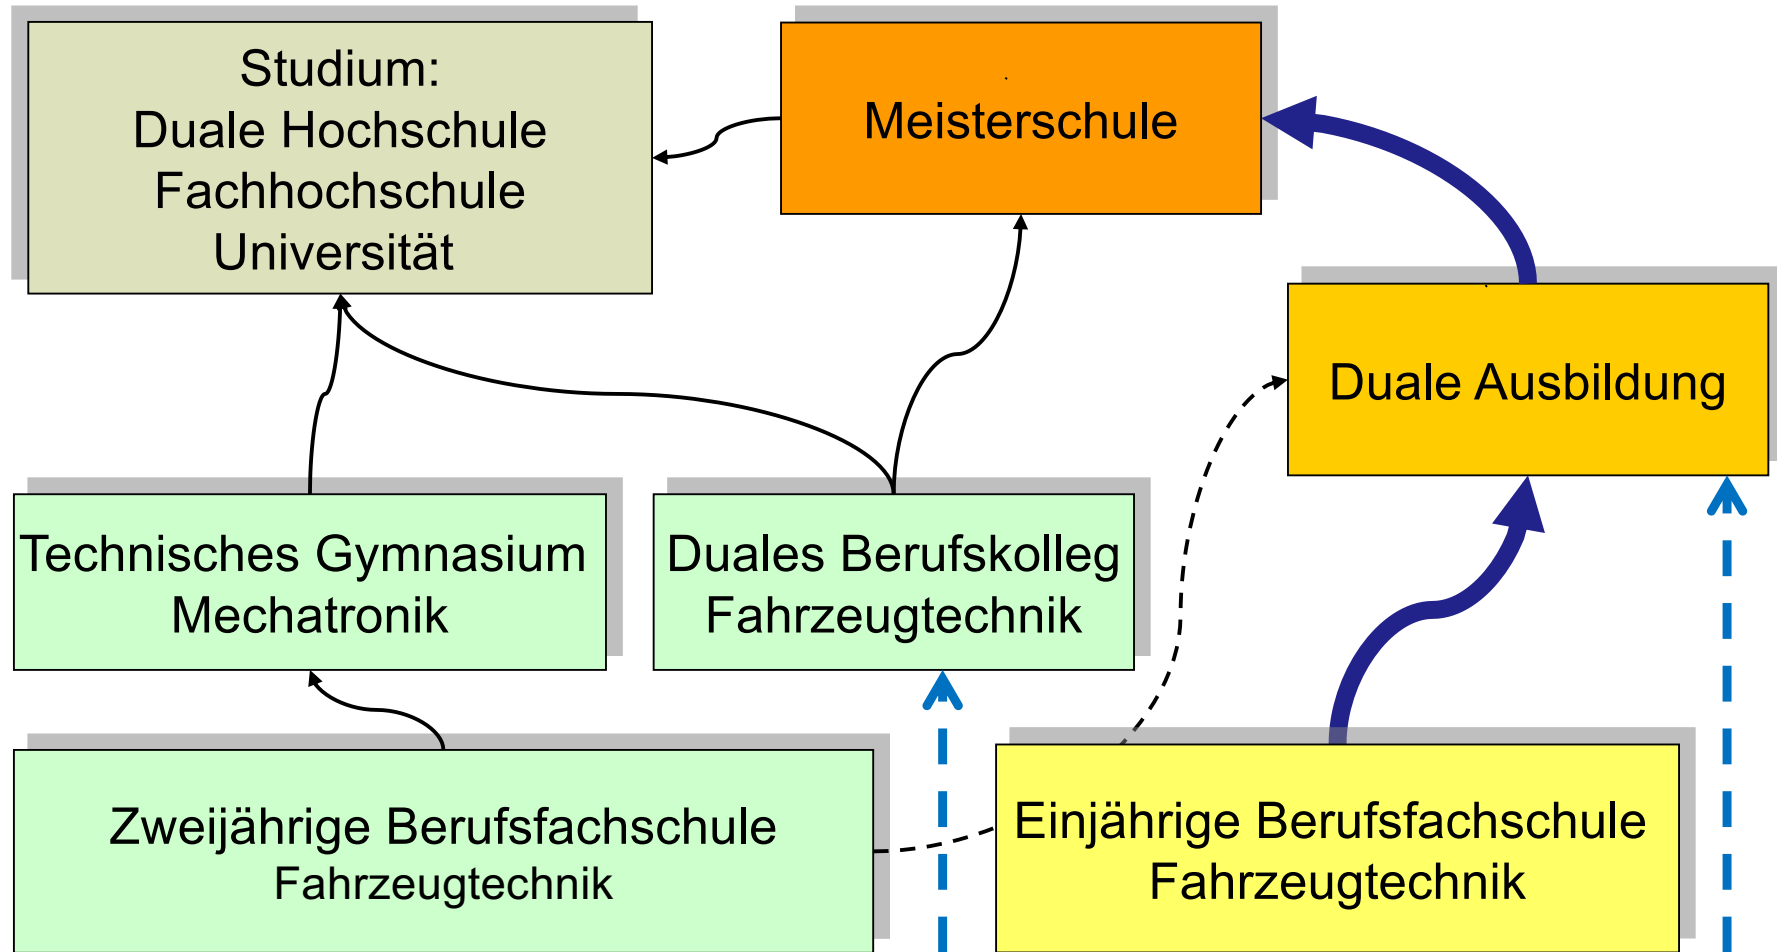 Studium:
Duale Hochschule
Fachhochschule
Universität
Meisterschule
Duale Ausbildung
Technisches Gymnasium
Mechatronik
Duales Berufskolleg
Fahrzeugtechnik
Zweijährige Berufsfachschule
Fahrzeugtechnik
Einjährige Berufsfachschule
Fahrzeugtechnik